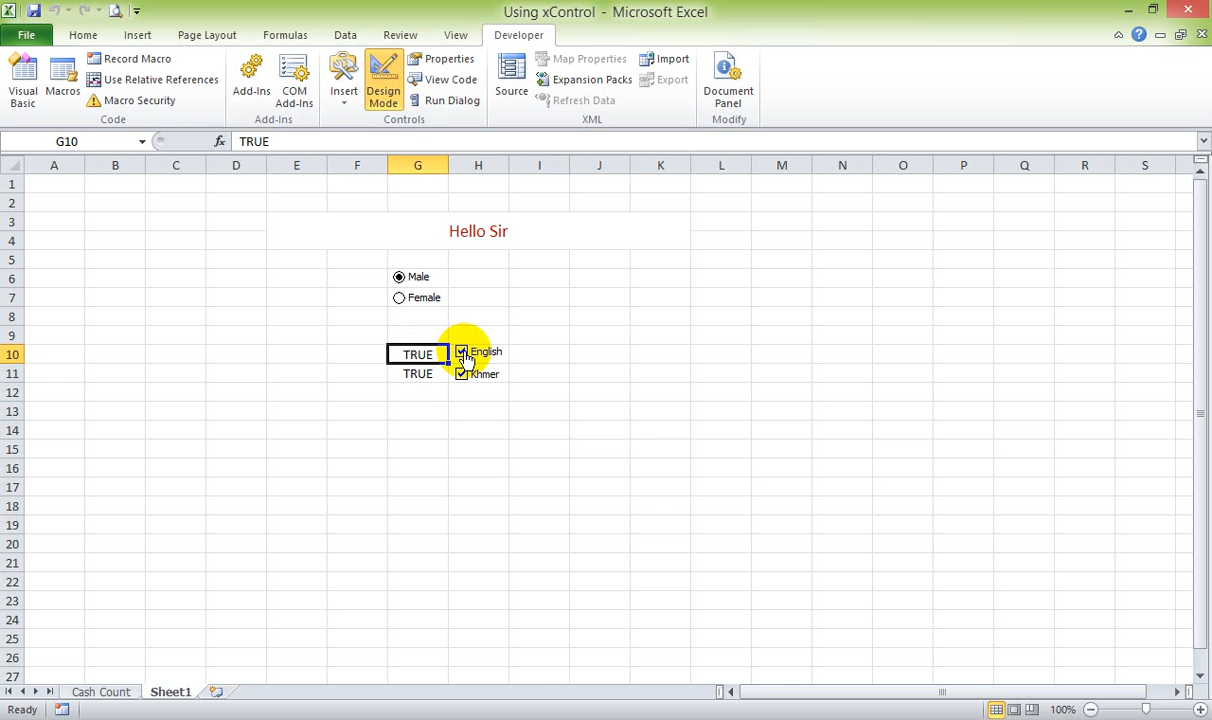 Using xControl - Microsoft Excel
File Home Insert Page Layout Formulas Data Review View Developer
Visual Basic
Macros
Record Macro
Use Relative References
Macro Security
Code
Add-Ins
COM Add-Ins
Add-Ins
Insert
Design Mode
Properties
View Code
Run Dialog
Controls
Source
Map Properties
Expansion Packs
Refresh Data
Import
Export
XML
Document Panel
Modify
G10 fx TRUE
A B C D E F G H I J K L M N O P Q R S
1
2
3
Hello Sir
4
5
6 Male
7 Female
8
9
10 TRUE English
11 TRUE Khmer
12
13
14
15
16
17
18
19
20
21
22
23
24
25
26
27
Cash Count Sheet1
Ready 100%